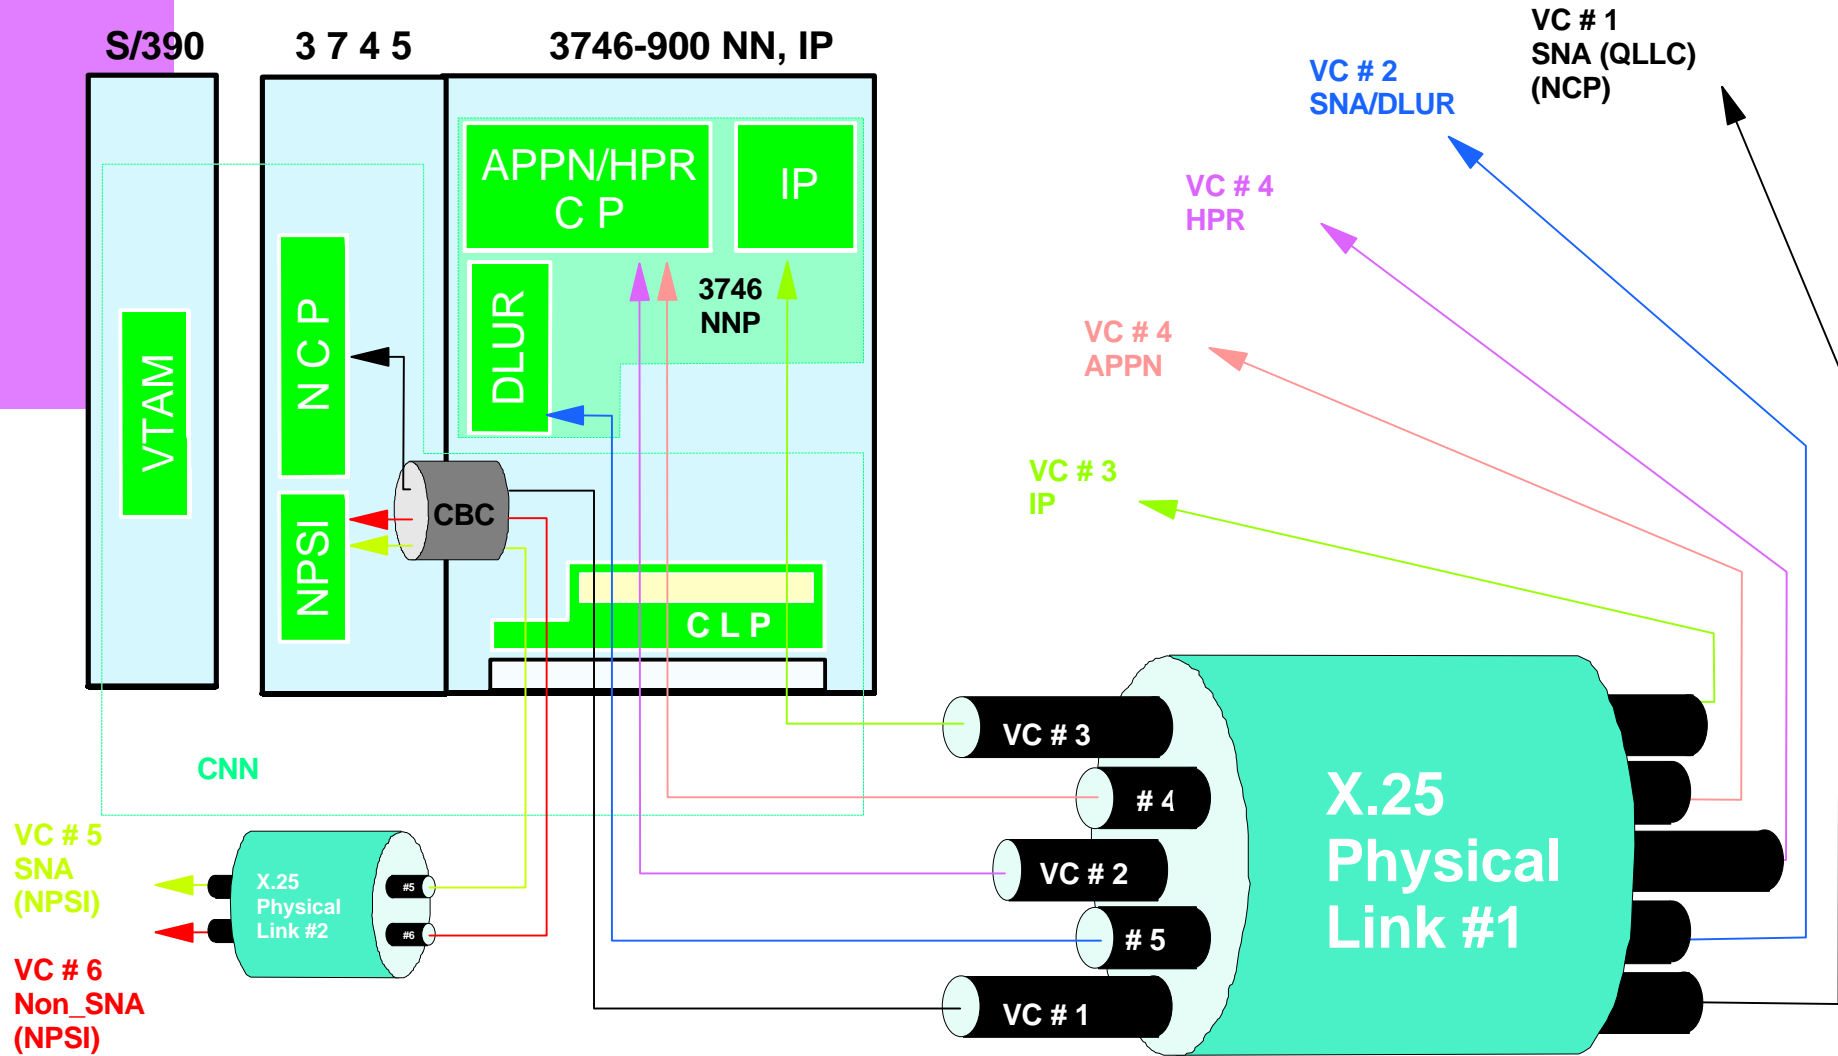 S/390
3 7 4 5
3746-900 NN, IP
VC # 1
SNA (QLLC)
(NCP)
VC # 2
SNA/DLUR
VC # 4
HPR
VC # 4
APPN
VC # 3
IP
APPN/HPR
C P
IP
3746
NNP
DLUR
N C P
VTAM
NPSI
CBC
C L P
CNN
VC # 3
# 4
VC # 2
# 5
VC # 1
X.25
Physical
Link #1
VC # 5
SNA
(NPSI)
VC # 6
Non_SNA
(NPSI)
X.25
Physical
Link #2
#5
#6